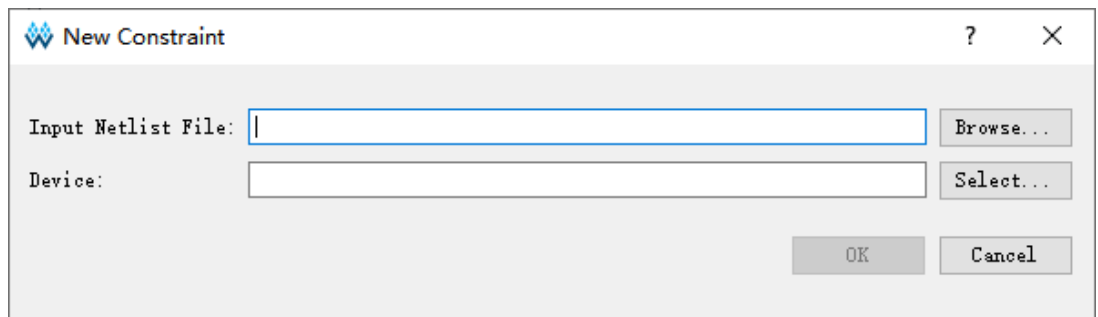 New Constraint ?
Input Netlist File: Browse...
Device: Select...
OK Cancel